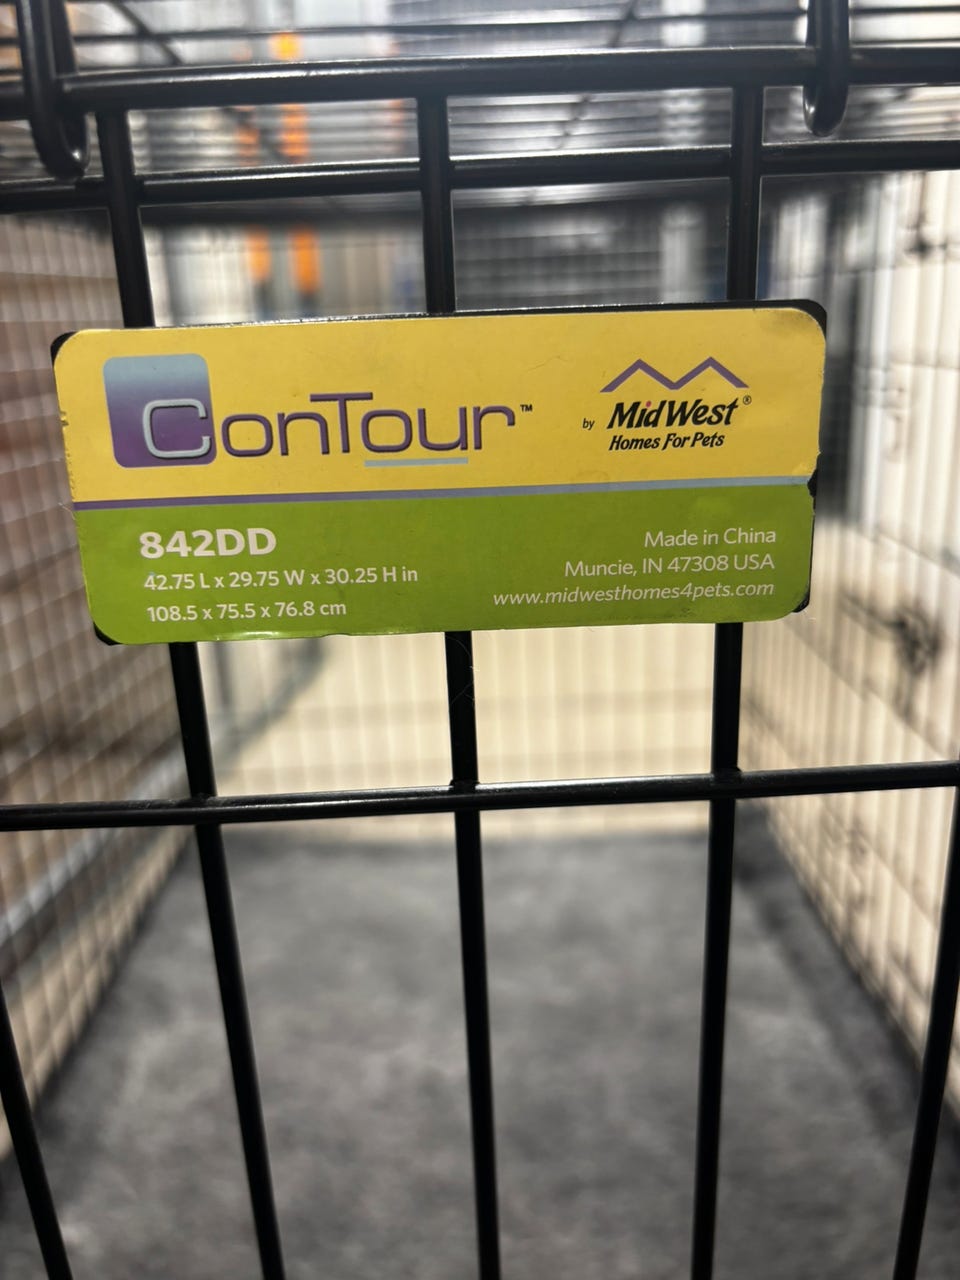 ConTour™
by MidWest®
Homes For Pets
842DD
42.75 L x 29.75 W x 30.25 H in
108.5 x 75.5 x 76.8 cm
Made in China
Muncie, IN 47308 USA
www.midwesthomes4pets.com